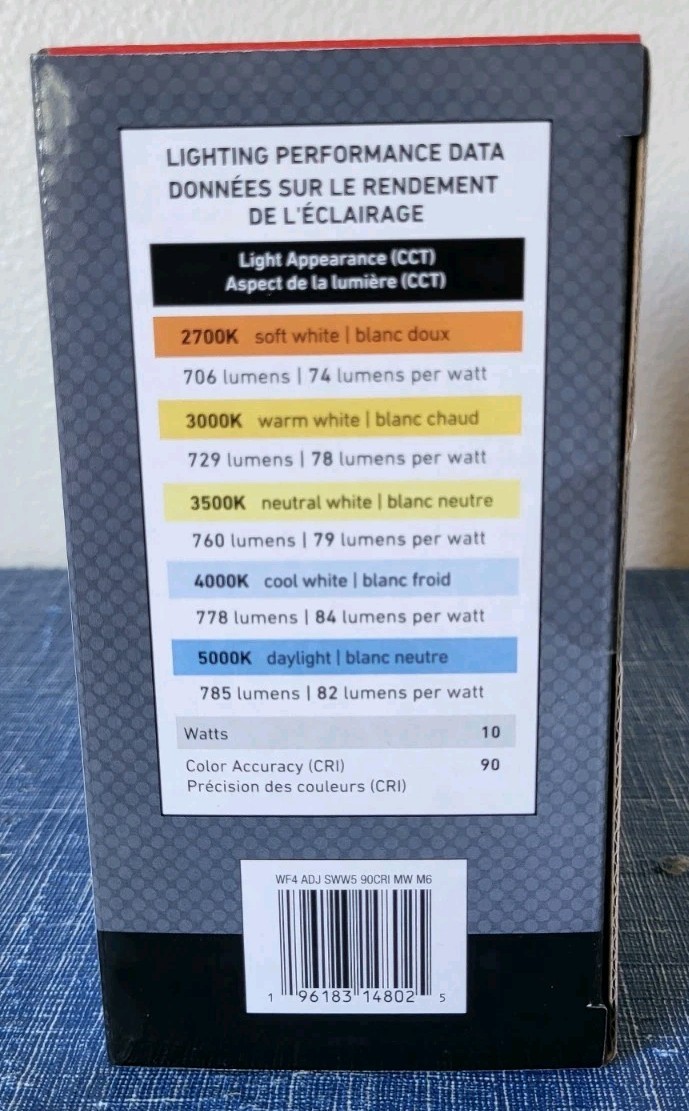 LIGHTING PERFORMANCE DATA
DONNÉES SUR LE RENDEMENT
DE L'ÉCLAIRAGE
Light Appearance (CCT)
Aspect de la lumière (CCT)
2700K soft white | blanc doux
706 lumens | 74 lumens per watt
3000K warm white | blanc chaud
729 lumens | 78 lumens per watt
3500K neutral white | blanc neutre
760 lumens | 79 lumens per watt
4000K cool white | blanc froid
778 lumens | 84 lumens per watt
5000K daylight | blanc neutre
785 lumens | 82 lumens per watt
Watts 10
Color Accuracy (CRI) 90
Précision des couleurs (CRI)
WF4 ADJ SWW5 90CRI MW M6
1 96183 14802 5